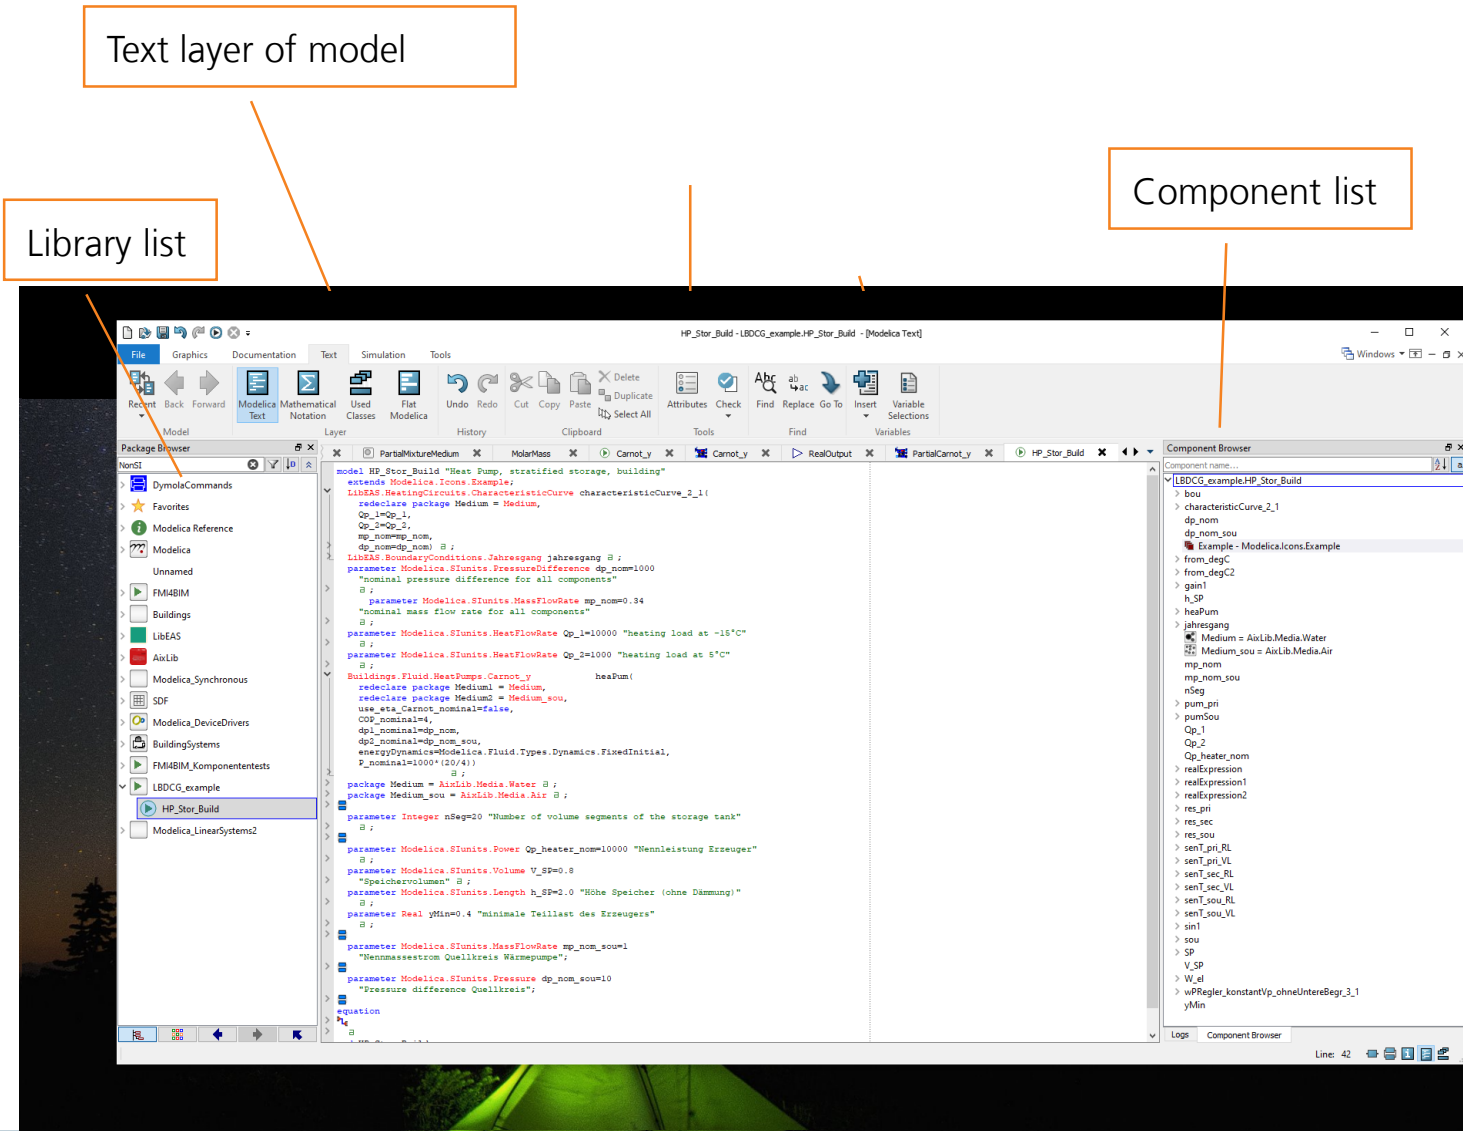 Text layer of model
Component list
Library list
HP_Stor_Build - LBDCG_example.HP_Stor_Build - [Modelica Text]
File Graphics Documentation Text Simulation Tools Windows
Recent Back Forward Modelica Text Mathematical Notation Used Classes Flat Modelica Undo Redo Cut Copy Paste Delete Duplicate Select All Attributes Check Find Replace Go To Insert Variable Selections
Model Layer History Clipboard Tools Find Variables
Package Browser
NonSI
DymolaCommands
Favorites
Modelica Reference
Modelica
Unnamed
FMI4BIM
Buildings
LibEAS
AixLib
Modelica_Synchronous
SDF
Modelica_DeviceDrivers
BuildingSystems
FMI4BIM_Komponententests
LBDCG_example
HP_Stor_Build
Modelica_LinearSystems2
PartialMixtureMedium MolarMass Carnot_y Carnot_y RealOutput PartialCarnot_y HP_Stor_Build
model HP_Stor_Build "Heat Pump, stratified storage, building"
extends Modelica.Icons.Example;
LibEAS.HeatingCircuits.CharacteristicCurve characteristicCurve_2_1(
redeclare package Medium = Medium,
Qp_1=Qp_1,
Qp_2=Qp_2,
mp_nom=mp_nom,
dp_nom=dp_nom) a ;
LibEAS.BoundaryConditions.Jahresgang jahresgang a ;
parameter Modelica.SIunits.PressureDifference dp_nom=1000
"nominal pressure difference for all components"
a ;
parameter Modelica.SIunits.MassFlowRate mp_nom=0.34
"nominal mass flow rate for all components"
a ;
parameter Modelica.SIunits.HeatFlowRate Qp_1=10000 "heating load at -15°C"
a ;
parameter Modelica.SIunits.HeatFlowRate Qp_2=1000 "heating load at 5°C"
a ;
Buildings.Fluid.HeatPumps.Carnot_y heaPum(
redeclare package Medium1 = Medium,
redeclare package Medium2 = Medium_sou,
use_eta_Carnot_nominal=false,
COP_nominal=4,
dp1_nominal=dp_nom,
dp2_nominal=dp_nom_sou,
energyDynamics=Modelica.Fluid.Types.Dynamics.FixedInitial,
P_nominal=1000*(20/4))
a ;
package Medium = AixLib.Media.Water a ;
package Medium_sou = AixLib.Media.Air a ;
parameter Integer nSeg=20 "Number of volume segments of the storage tank"
a ;
parameter Modelica.SIunits.Power Qp_heater_nom=10000 "Nennleistung Erzeuger"
a ;
parameter Modelica.SIunits.Volume V_SP=0.8
"Speichervolumen" a ;
parameter Modelica.SIunits.Length h_SP=2.0 "Höhe Speicher (ohne Dämmung)"
a ;
parameter Real yMin=0.4 "minimale Teillast des Erzeugers"
a ;
parameter Modelica.SIunits.MassFlowRate mp_nom_sou=1
"Nennmassestrom Quellkreis Wärmepumpe";
parameter Modelica.SIunits.Pressure dp_nom_sou=10
"Pressure difference Quellkreis";
equation
a
Component Browser
Component name...
LBDCG_example.HP_Stor_Build
bou
characteristicCurve_2_1
dp_nom
dp_nom_sou
Example - Modelica.Icons.Example
from_degC
from_degC2
gain1
h_SP
heaPum
jahresgang
Medium = AixLib.Media.Water
Medium_sou = AixLib.Media.Air
mp_nom
mp_nom_sou
nSeg
pum_pri
pumSou
Qp_1
Qp_2
Qp_heater_nom
realExpression
realExpression1
realExpression2
res_pri
res_sec
res_sou
senT_pri_RL
senT_pri_VL
senT_sec_RL
senT_sec_VL
senT_sou_RL
senT_sou_VL
sin1
sou
SP
V_SP
W_el
wPRegler_konstantVp_ohneUntereBegr_3_1
yMin
Logs Component Browser
Line: 42